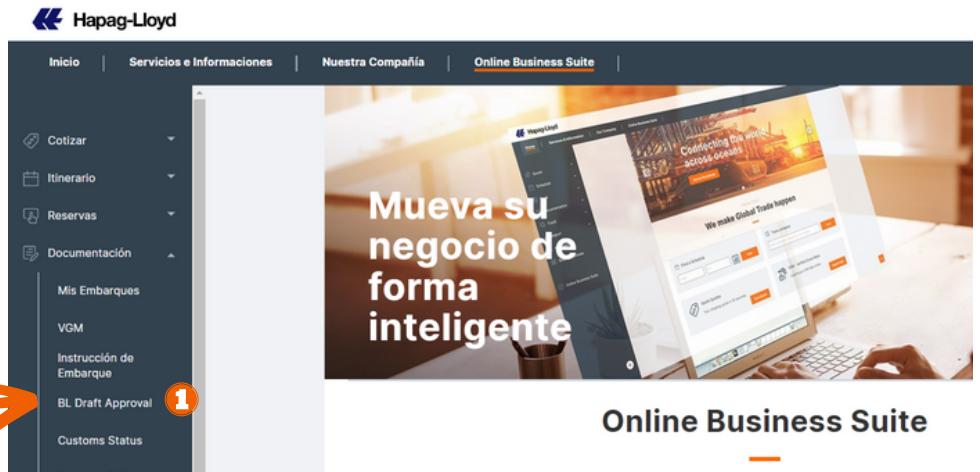 Hapag-Lloyd
Inicio
Servicios e Informaciones
Nuestra Compañía
Online Business Suite
Cotizar
Itinerario
Reservas
Documentación
Mis Embarques
VGM
Instrucción de
Embarque
BL Draft Approval
1
Customs Status
Mueva su
negocio de
forma
inteligente
Hapag-Lloyd
Connecting the world
across oceans
We make Global Trade happen
Online Business Suite